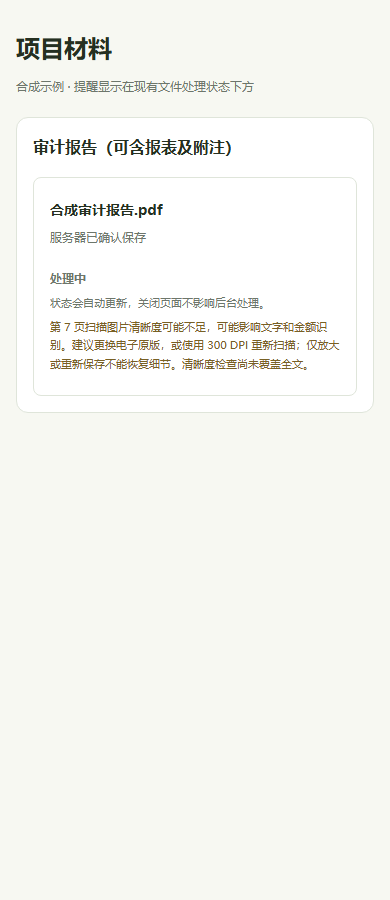 项目材料
合成示例 · 提醒显示在现有文件处理状态下方
审计报告（可含报表及附注）
合成审计报告.pdf
服务器已确认保存
处理中
状态会自动更新，关闭页面不影响后台处理。
第 7 页扫描图片清晰度可能不足，可能影响文字和金额识
别。建议更换电子原版，或使用 300 DPI 重新扫描；仅放大
或重新保存不能恢复细节。清晰度检查尚未覆盖全文。